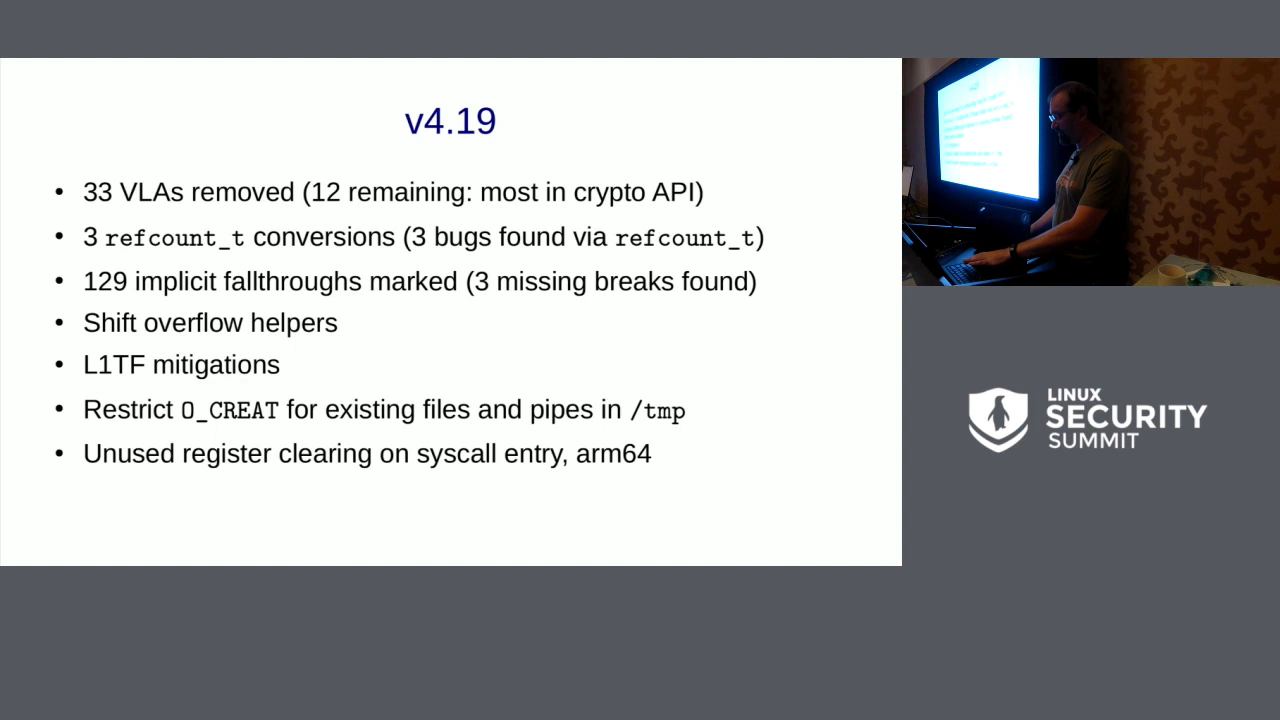 v4.19
• 33 VLAs removed (12 remaining: most in crypto API)
• 3 refcount_t conversions (3 bugs found via refcount_t)
• 129 implicit fallthroughs marked (3 missing breaks found)
• Shift overflow helpers
• L1TF mitigations
• Restrict O_CREAT for existing files and pipes in /tmp
• Unused register clearing on syscall entry, arm64
LINUX
SECURITY
SUMMIT